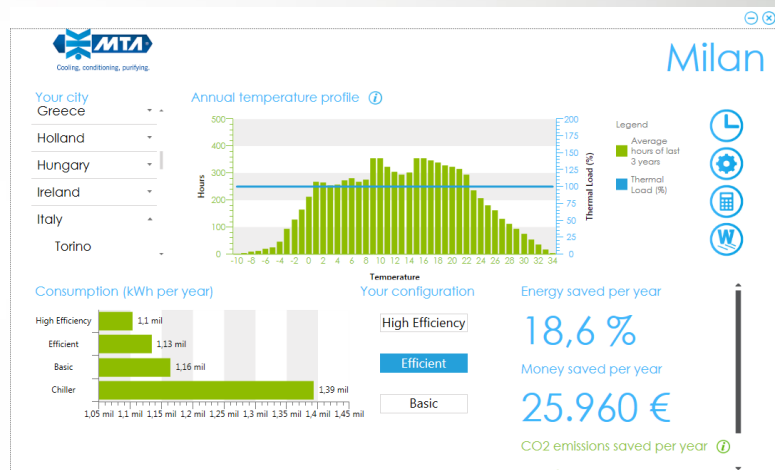 MTA
Cooling, conditioning, purifying.
Milan
Your city
Greece
Holland
Hungary
Ireland
Italy
Torino
Annual temperature profile
i
500
400
300
200
100
0
Hours
-10 -8 -6 -4 -2 0 2 4 6 8 10 12 14 16 18 20 22 24 26 28 30 32 34
Temperature
200
175
150
125
100
75
50
25
0
Thermal Load (%)
Legend
Average
hours of last
3 years
Thermal
Load (%)
W
Consumption (kWh per year)
High Efficiency 1,1 mil
Efficient 1,13 mil
Basic 1,16 mil
Chiller 1,39 mil
1,05 mil 1,1 mil 1,15 mil 1,2 mil 1,25 mil 1,3 mil 1,35 mil 1,4 mil 1,45 mil
Your configuration
High Efficiency
Efficient
Basic
Energy saved per year
18,6 %
Money saved per year
25.960 €
CO2 emissions saved per year
i